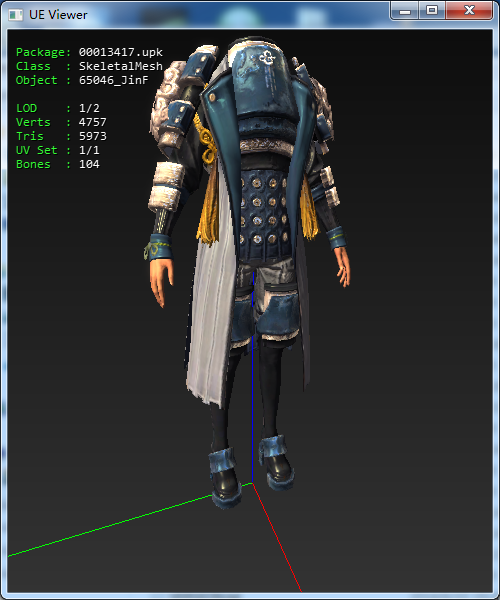 UE Viewer
Package: 00013417.upk
Class  : SkeletalMesh
Object : 65046_JinF
LOD    : 1/2
Verts  : 4757
Tris   : 5973
UV Set : 1/1
Bones  : 104